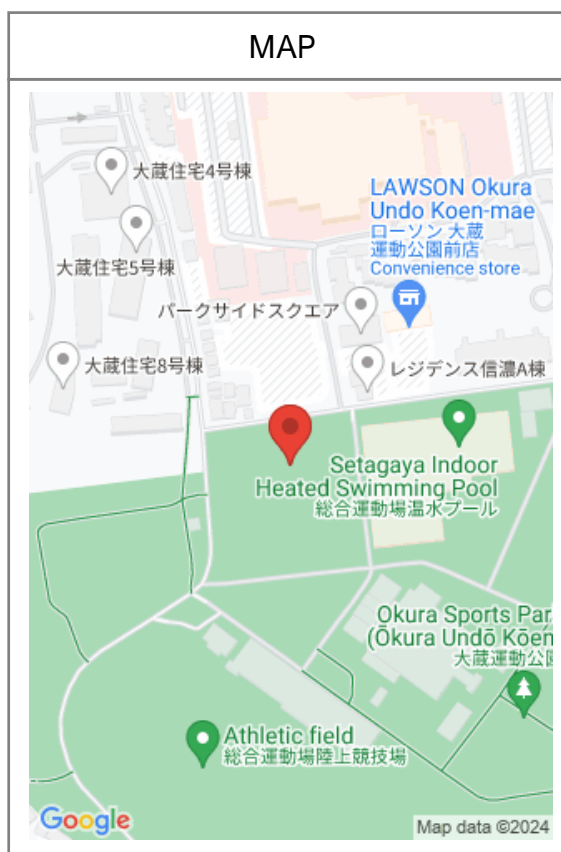 MAP
大蔵住宅4号棟
LAWSON Okura
Undo Koen-mae
ローソン 大蔵
運動公園前店
Convenience store
大蔵住宅5号棟
パークサイドスクエア
大蔵住宅8号棟
レジデンス信濃A棟
Setagaya Indoor
Heated Swimming Pool
総合運動場温水プール
Okura Sports Par
(Ōkura Undō Kōen
大蔵運動公園
Athletic field
総合運動場陸上競技場
Google
Map data ©2024